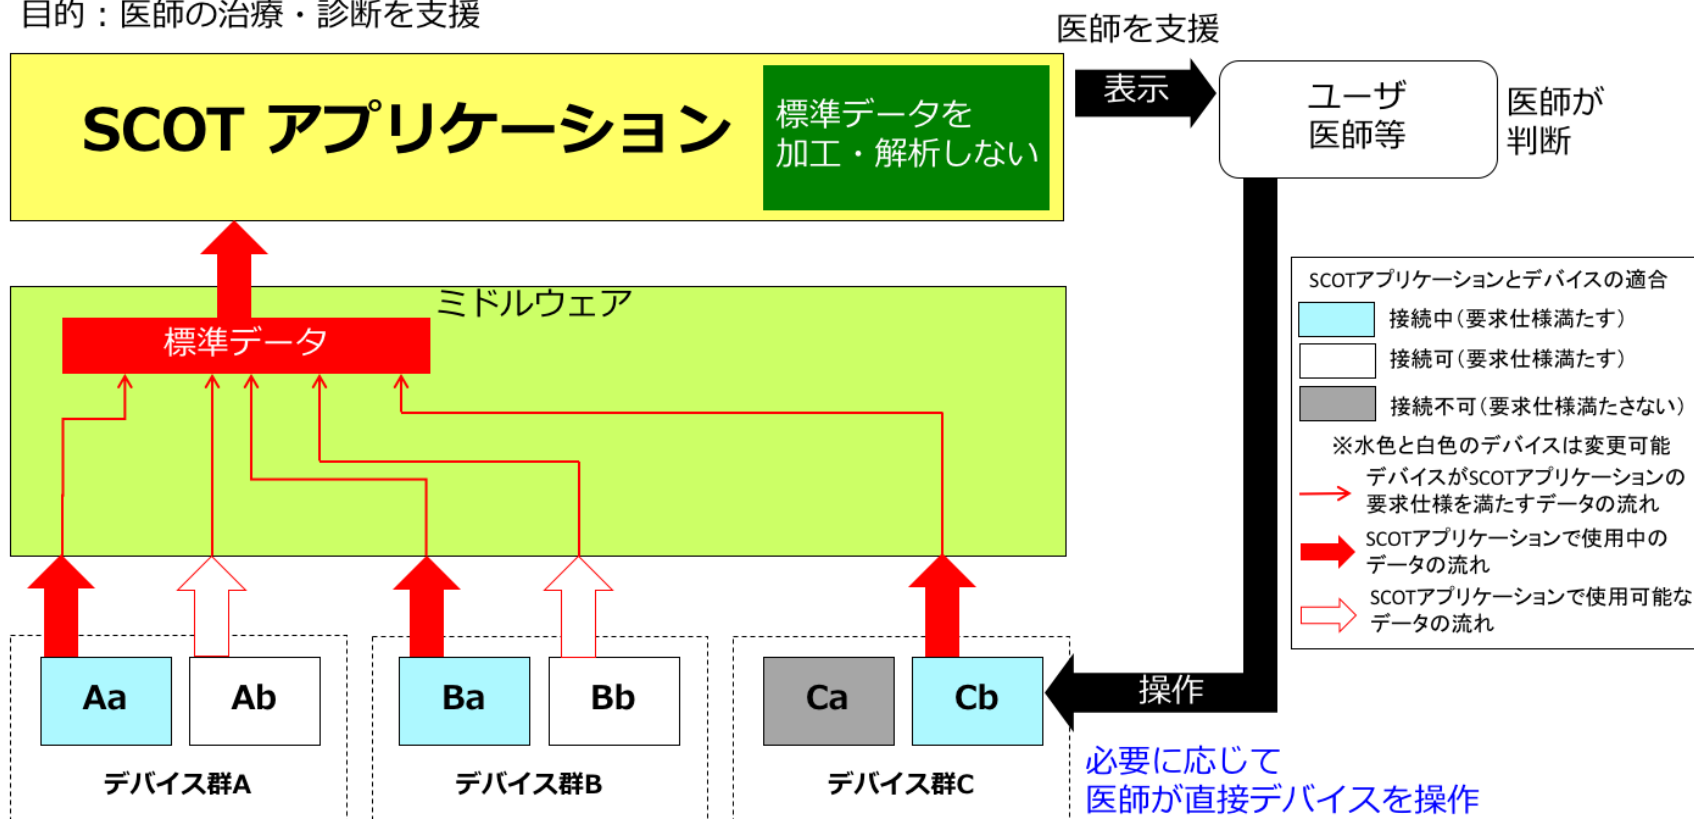 目的：医師の治療・診断を支援
医師を支援
SCOT アプリケーション
標準データを
加工・解析しない
表示
ユーザ
医師等
医師が
判断
ミドルウェア
標準データ
SCOTアプリケーションとデバイスの適合
接続中（要求仕様満たす）
接続可（要求仕様満たす）
接続不可（要求仕様満たさない）
※水色と白色のデバイスは変更可能
デバイスがSCOTアプリケーションの
要求仕様を満たすデータの流れ
SCOTアプリケーションで使用中の
データの流れ
SCOTアプリケーションで使用可能な
データの流れ
Aa
Ab
Ba
Bb
Ca
Cb
操作
デバイス群A
デバイス群B
デバイス群C
必要に応じて
医師が直接デバイスを操作